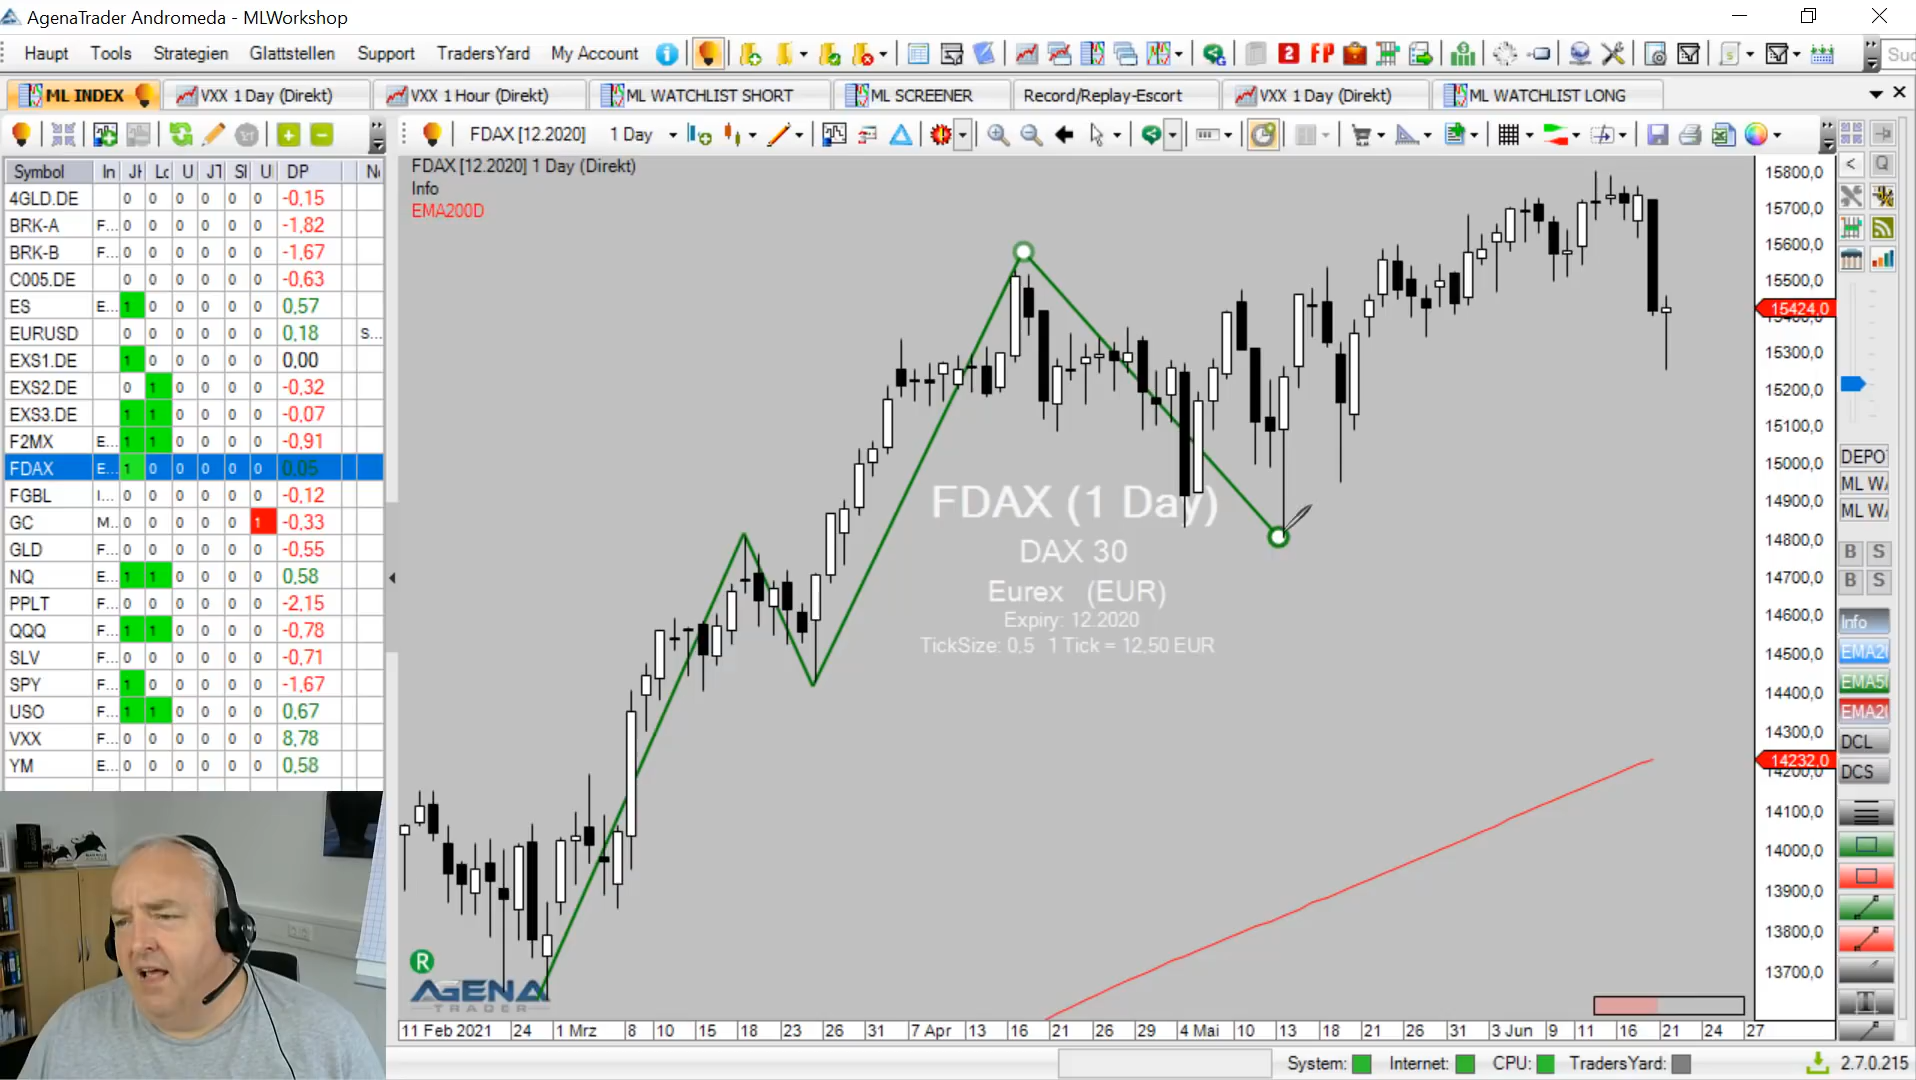 AgenaTrader Andromeda - MLWorkshop
Haupt Tools Strategien Glattstellen Support TradersYard My Account
ML INDEX VXX 1 Day (Direkt) VXX 1 Hour (Direkt) ML WATCHLIST SHORT ML SCREENER Record/Replay-Escort VXX 1 Day (Direkt) ML WATCHLIST LONG
FDAX [12.2020] 1 Day
Symbol In Lo U JT SI U DP
4GLD.DE 0 0 0 0 0 0 -0,15
BRK-A F... 0 0 0 0 0 0 -1,82
BRK-B F... 0 0 0 0 0 0 -1,67
C005.DE 0 0 0 0 0 0 -0,63
ES E... 1 0 0 0 0 0 0,57
EURUSD 0 0 0 0 0 0 0,18 S...
EXS1.DE 1 0 0 0 0 0 0,00
EXS2.DE 0 1 0 0 0 0 -0,32
EXS3.DE 1 1 0 0 0 0 -0,07
F2MX E... 1 1 0 0 0 0 -0,91
FDAX E... 1 0 0 0 0 0 0,05
FGBL I... 0 0 0 0 0 0 -0,12
GC M.. 0 0 0 0 0 1 -0,33
GLD F... 0 0 0 0 0 0 -0,55
NQ E... 1 1 0 0 0 0 0,58
PPLT F... 0 0 0 0 0 0 -2,15
QQQ F... 1 1 0 0 0 0 -0,78
SLV F... 0 0 0 0 0 0 -0,71
SPY F... 1 0 0 0 0 0 -1,67
USO F... 1 1 0 0 0 0 0,67
VXX F... 0 0 0 0 0 0 8,78
YM E... 0 0 0 0 0 0 0,58
FDAX [12.2020] 1 Day (Direkt)
Info
EMA200D
FDAX (1 Day)
DAX 30
Eurex (EUR)
Expiry: 12.2020
TickSize: 0.5 1 Tick = 12,50 EUR
15800,0
15700,0
15600,0
15500,0
15424,0
15300,0
15200,0
15100,0
15000,0
14900,0
14800,0
14700,0
14600,0
14500,0
14400,0
14300,0
14232,0
14200,0
14100,0
14000,0
13900,0
13800,0
13700,0
DEPO
ML WA
ML WA
B S
B S
Info
EMA20
EMA50
EMA20
DCL
DCS
R
AGENA
TRADER
11 Feb 2021 24 1 Mrz 8 10 15 18 23 26 31 7 Apr 13 16 21 26 29 4 Mai 10 13 18 21 26 31 3 Jun 9 11 16 21 24 27
System: Internet: CPU: TradersYard: 2.7.0.215